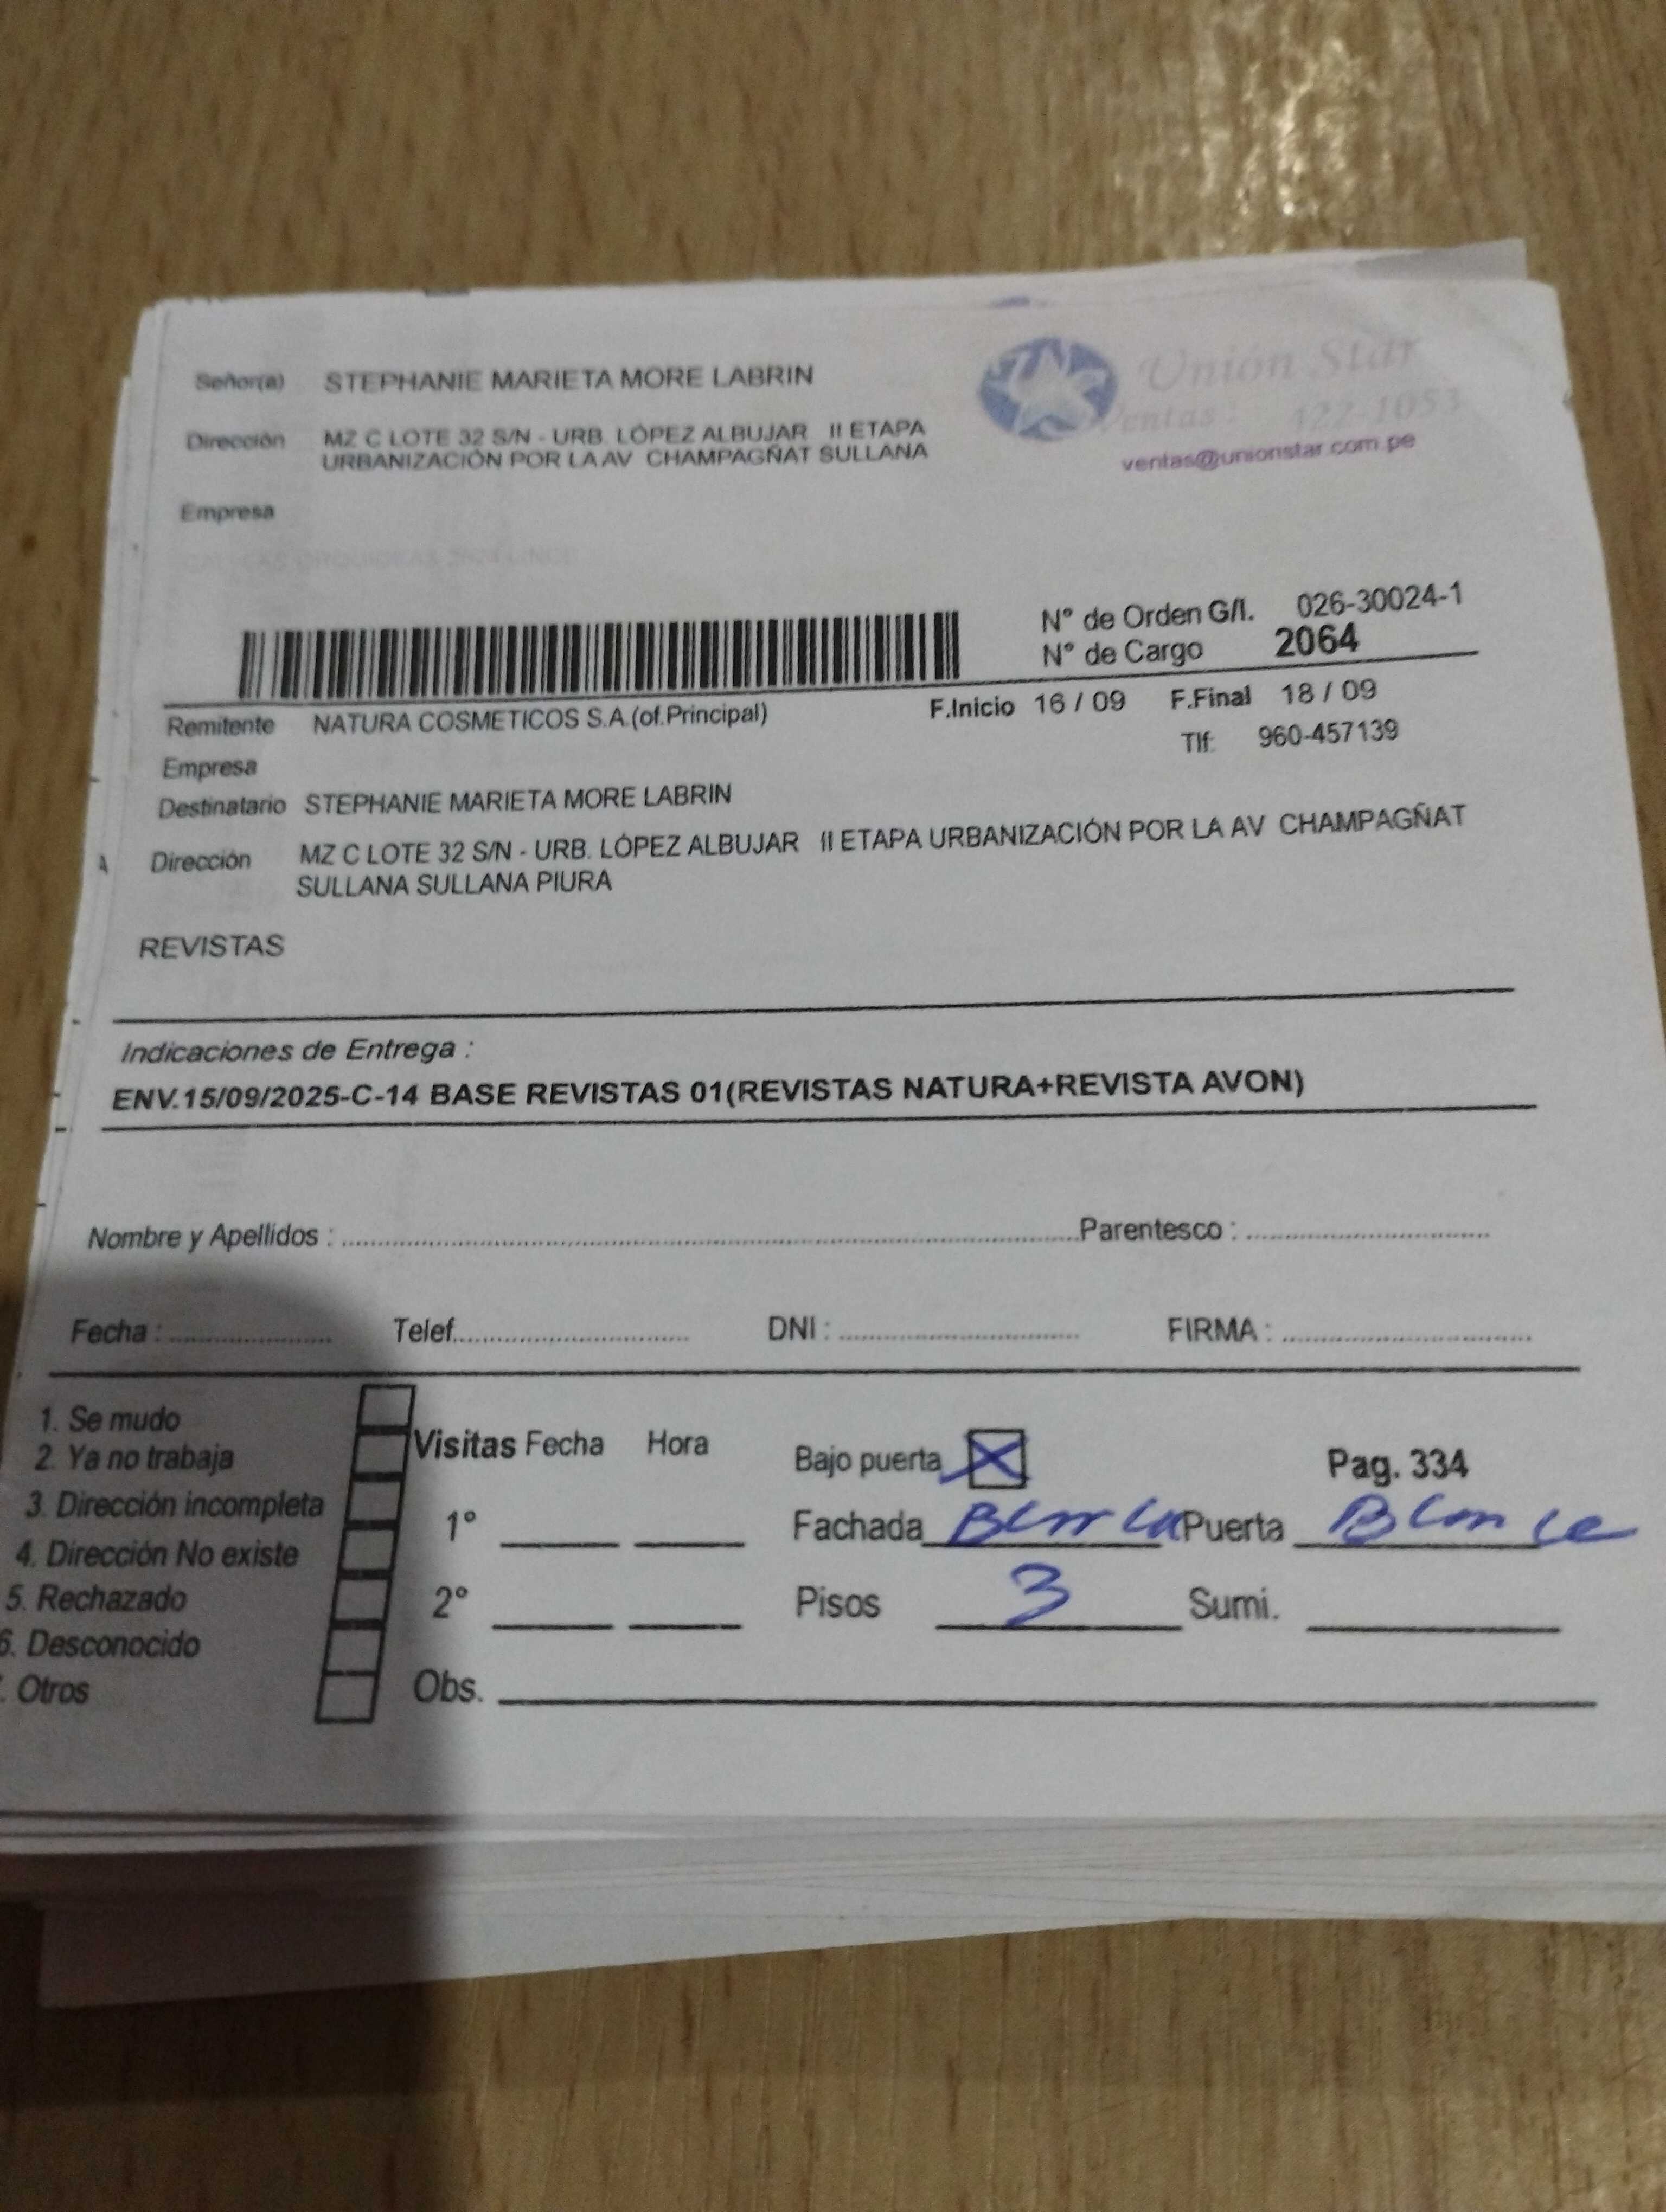 Señor(a) STEPHANIE MARIETA MORE LABRIN
Dirección MZ C LOTE 32 S/N - URB. LÓPEZ ALBUJAR II ETAPA
URBANIZACIÓN POR LA AV CHAMPAGÑAT SULLANA
Unión Star
Ventas: 422-1053
ventas@unionstar.com.pe
Empresa
N° de Orden G/I. 026-30024-1
N° de Cargo 2064
Remitente NATURA COSMETICOS S.A.(of.Principal) F.Inicio 16 / 09 F.Final 18 / 09
Empresa Tlf: 960-457139
Destinatario STEPHANIE MARIETA MORE LABRIN
Dirección MZ C LOTE 32 S/N - URB. LÓPEZ ALBUJAR II ETAPA URBANIZACIÓN POR LA AV CHAMPAGÑAT
SULLANA SULLANA PIURA
REVISTAS
Indicaciones de Entrega :
ENV.15/09/2025-C-14 BASE REVISTAS 01(REVISTAS NATURA+REVISTA AVON)
Nombre y Apellidos : Parentesco :
Fecha : Telef. DNI : FIRMA :
1. Se mudo
2. Ya no trabaja
3. Dirección incompleta
4. Dirección No existe
5. Rechazado
6. Desconocido
. Otros
Visitas Fecha Hora
1°
2°
Obs.
Bajo puerta X Pag. 334
Fachada Puerta
Pisos 3 Sumi.